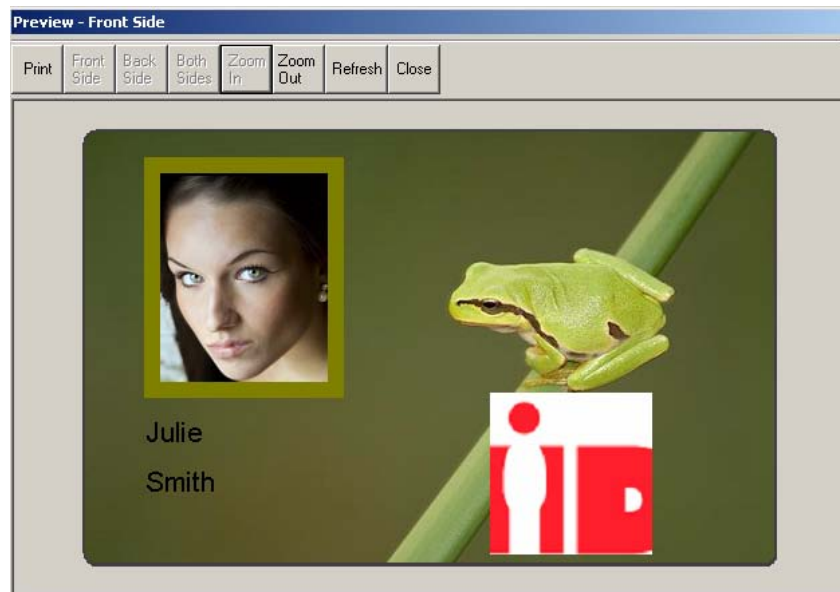 Preview - Front Side
Print Front Side Back Side Both Sides Zoom In Zoom Out Refresh Close
Julie
Smith
iD